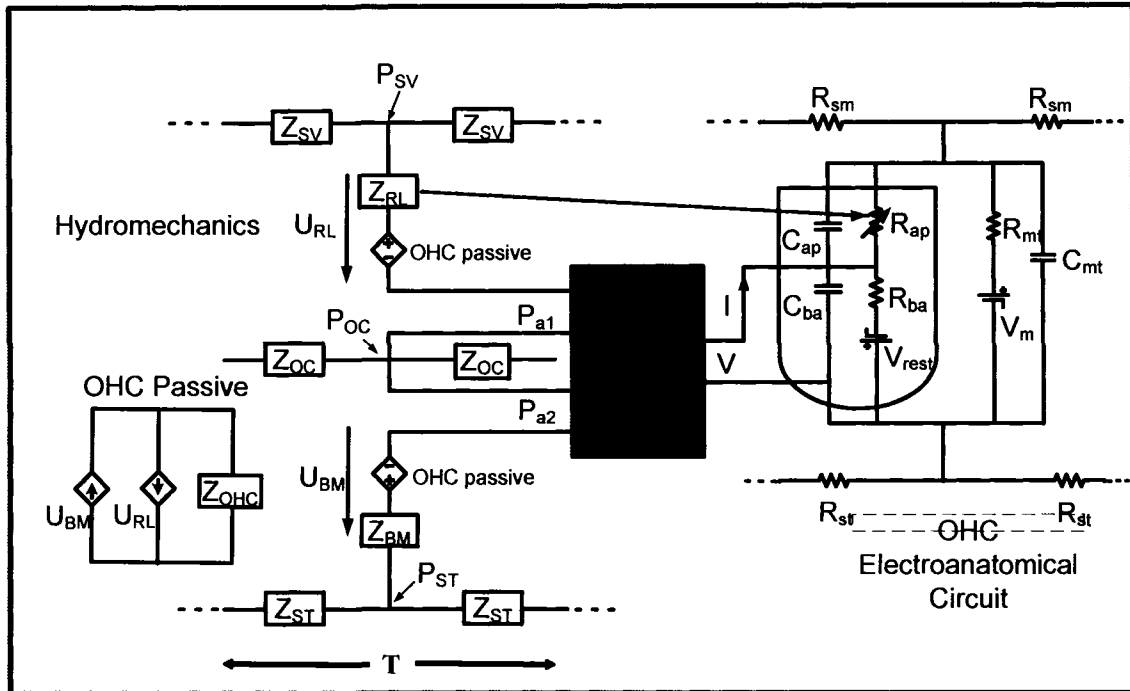 P_SV
R_sm
R_sm
Z_SV
Z_SV
Z_RL
Hydromechanics
U_RL
OHC passive
C_ap
R_ap
R_mt
C_mt
P_a1
I
C_ba
R_ba
V_m
P_OC
Z_OC
Z_OC
V
V_rest
OHC Passive
P_a2
U_BM
OHC passive
U_BM
U_RL
Z_OHC
Z_BM
R_st
R_st
OHC
Electroanatomical
Circuit
P_ST
Z_ST
Z_ST
T